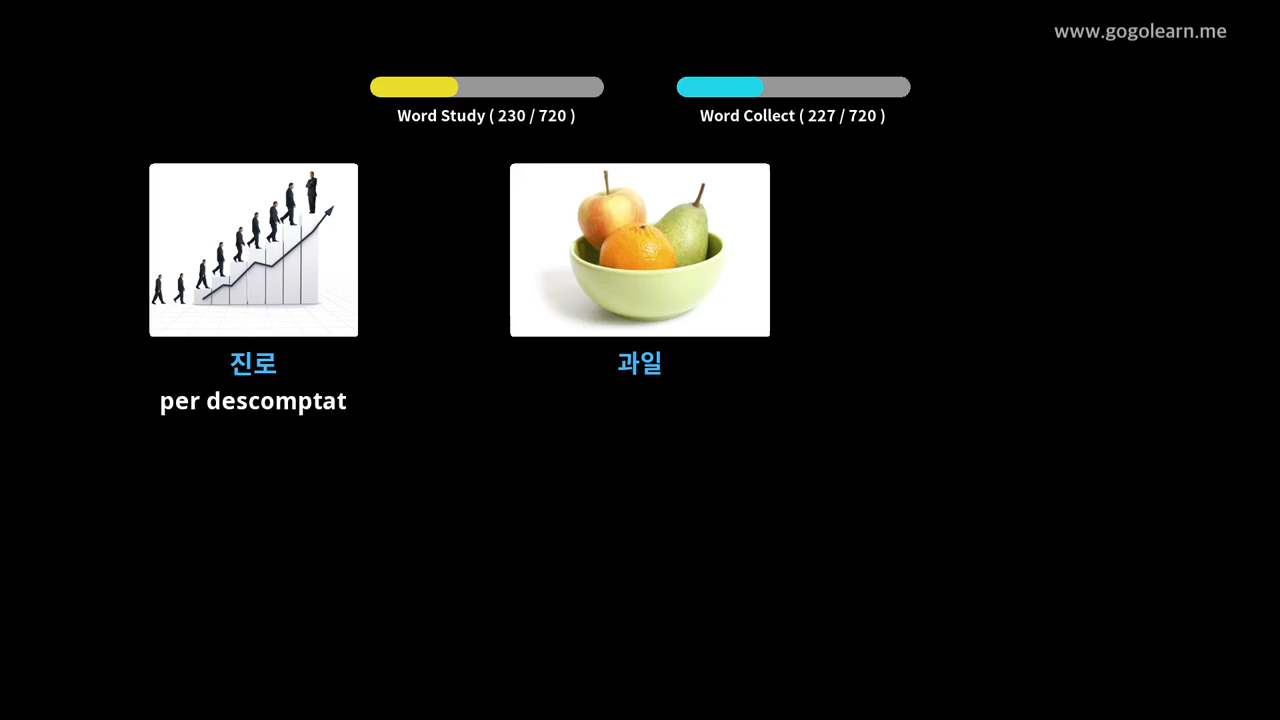 www.gogolearn.me
Word Study ( 230 / 720 )
Word Collect ( 227 / 720 )
진로
per descomptat
과일